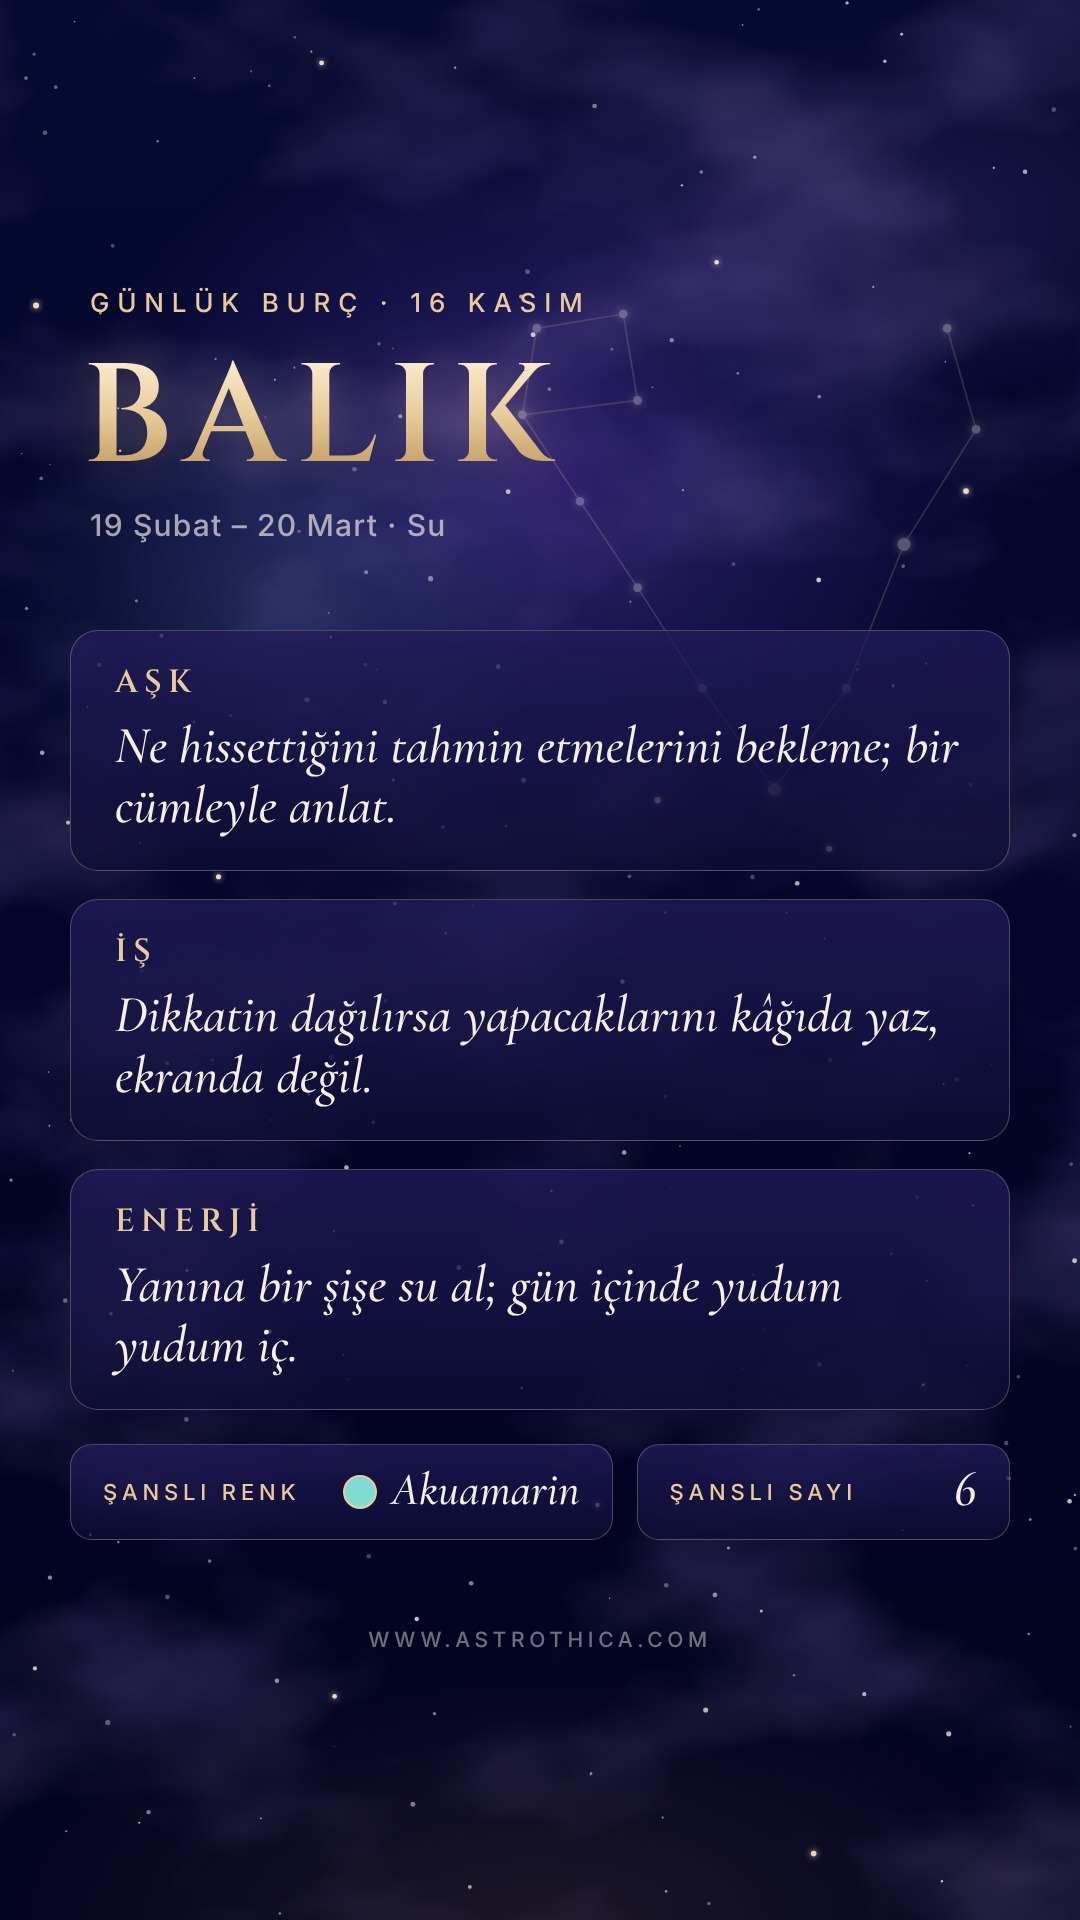 GÜNLÜK BURÇ · 16 KASIM
BALIK
19 Şubat – 20 Mart · Su
AŞK
Ne hissettiğini tahmin etmelerini bekleme; bir
cümleyle anlat.
İŞ
Dikkatin dağılırsa yapacaklarını kâğıda yaz,
ekranda değil.
ENERJİ
Yanına bir şişe su al; gün içinde yudum
yudum iç.
ŞANSLI RENK Akuamarin
ŞANSLI SAYI 6
WWW.ASTROTHICA.COM